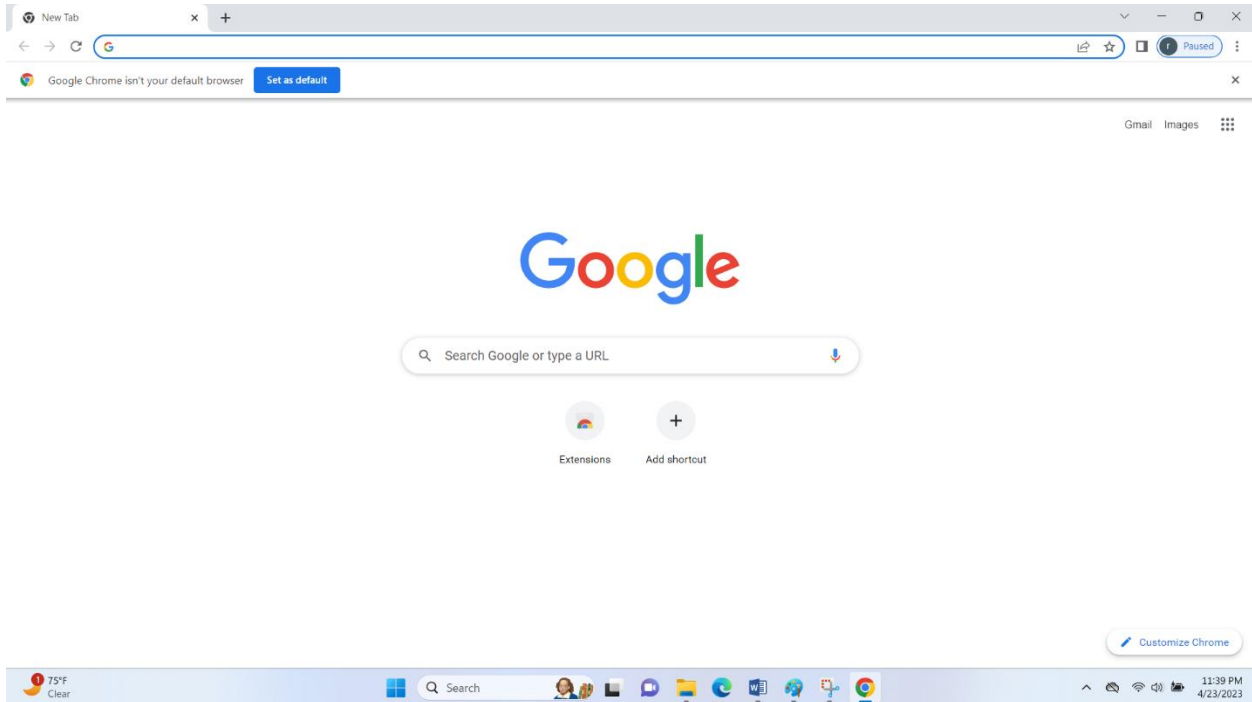 New Tab
G
r Paused
Google Chrome isn't your default browser Set as default
Gmail Images
Google
Search Google or type a URL
Extensions Add shortcut
Customize Chrome
1 75°F
Clear
Search
W
11:39 PM
4/23/2023